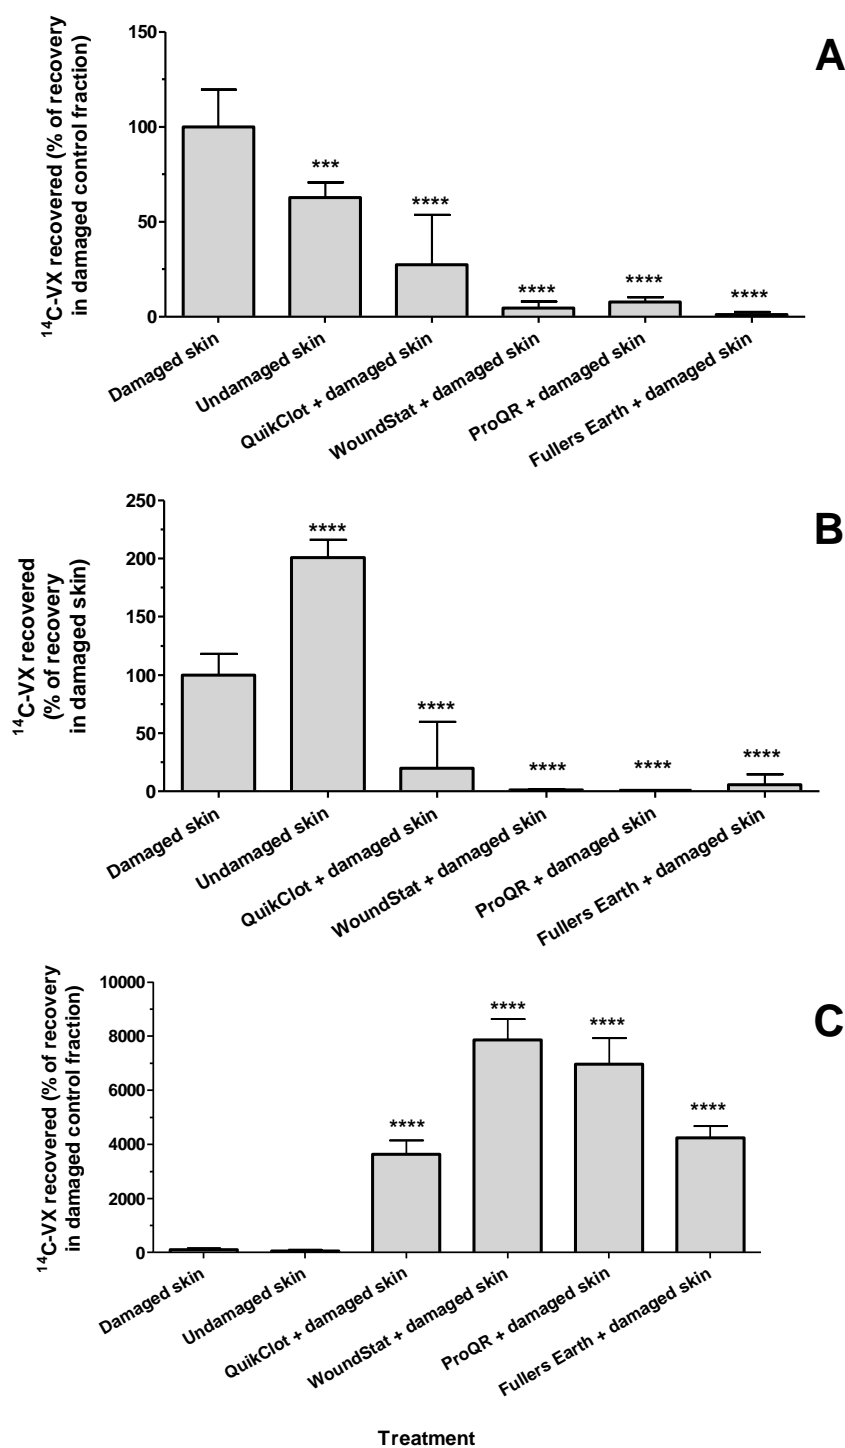 A
¹⁴C-VX recovered (% of recovery
in damaged control fraction)
150
100
50
0
***
****
****
****
****
Damaged skin
Undamaged skin
QuikClot + damaged skin
WoundStat + damaged skin
ProQR + damaged skin
Fullers Earth + damaged skin
B
¹⁴C-VX recovered
(% of recovery
in damaged skin)
250
200
150
100
50
0
****
****
****
****
****
Damaged skin
Undamaged skin
QuikClot + damaged skin
WoundStat + damaged skin
ProQR + damaged skin
Fullers Earth + damaged skin
C
¹⁴C-VX recovered (% of recovery
in damaged control fraction)
10000
8000
6000
4000
2000
0
****
****
****
****
Damaged skin
Undamaged skin
QuikClot + damaged skin
WoundStat + damaged skin
ProQR + damaged skin
Fullers Earth + damaged skin
Treatment